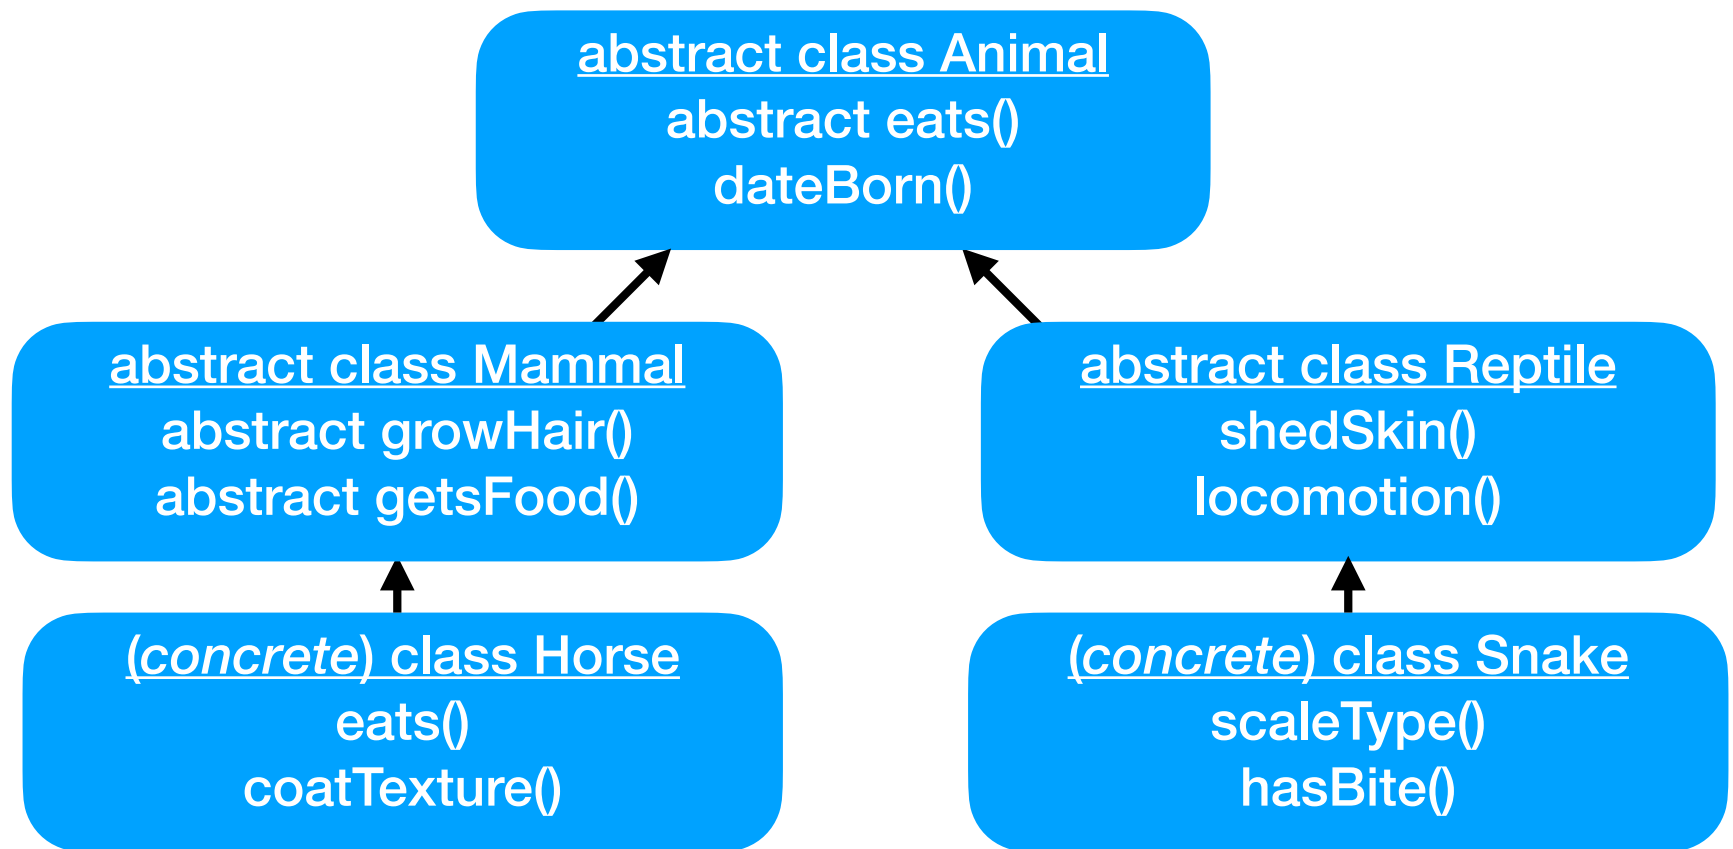 abstract class Animal
abstract eats()
dateBorn()
abstract class Mammal
abstract growHair()
abstract getsFood()
abstract class Reptile
shedSkin()
locomotion()
(concrete) class Horse
eats()
coatTexture()
(concrete) class Snake
scaleType()
hasBite()